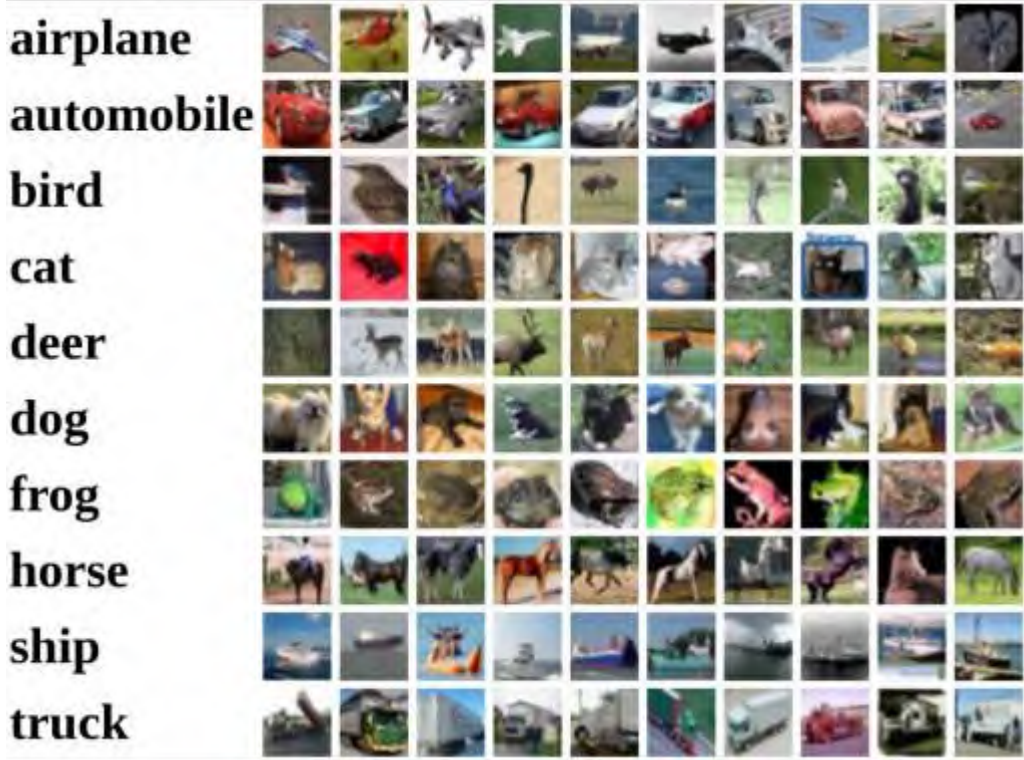 airplane
automobile
bird
cat
deer
dog
frog
horse
ship
truck